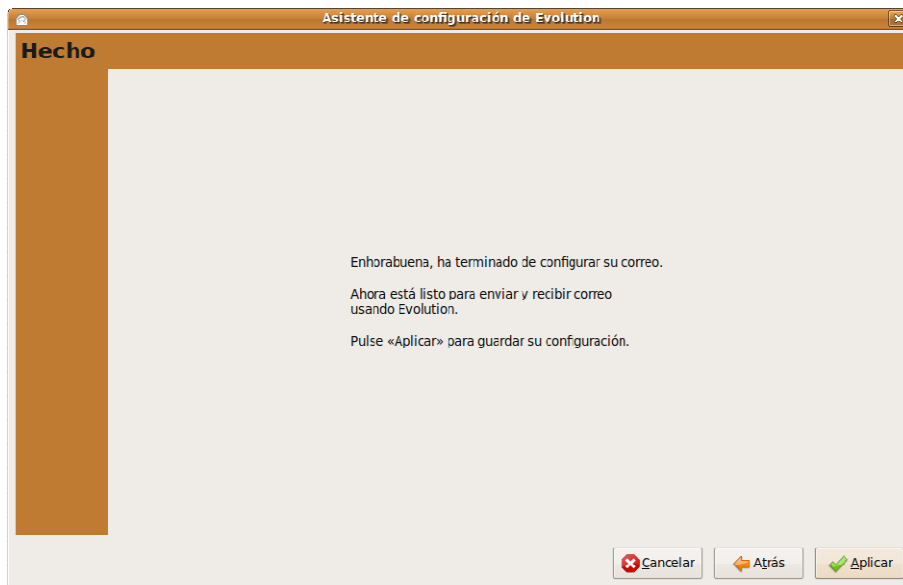 Asistente de configuración de Evolution
Hecho
Enhorabuena, ha terminado de configurar su correo.
Ahora está listo para enviar y recibir correo
usando Evolution.
Pulse «Aplicar» para guardar su configuración.
Cancelar
Atrás
Aplicar